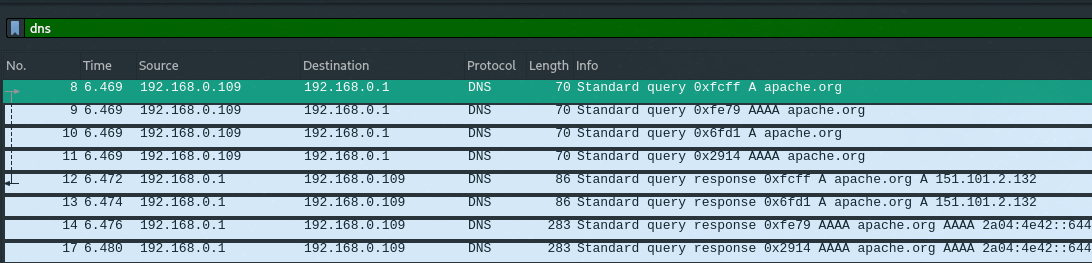 dns
No. Time Source Destination Protocol Length Info
8 6.469 192.168.0.109 192.168.0.1 DNS 70 Standard query 0xfcff A apache.org
9 6.469 192.168.0.109 192.168.0.1 DNS 70 Standard query 0xfe79 AAAA apache.org
10 6.469 192.168.0.109 192.168.0.1 DNS 70 Standard query 0x6fd1 A apache.org
11 6.469 192.168.0.109 192.168.0.1 DNS 70 Standard query 0x2914 AAAA apache.org
12 6.472 192.168.0.1 192.168.0.109 DNS 86 Standard query response 0xfcff A apache.org A 151.101.2.132
13 6.474 192.168.0.1 192.168.0.109 DNS 86 Standard query response 0x6fd1 A apache.org A 151.101.2.132
14 6.476 192.168.0.1 192.168.0.109 DNS 283 Standard query response 0xfe79 AAAA apache.org AAAA 2a04:4e42::644
17 6.480 192.168.0.1 192.168.0.109 DNS 283 Standard query response 0x2914 AAAA apache.org AAAA 2a04:4e42::644